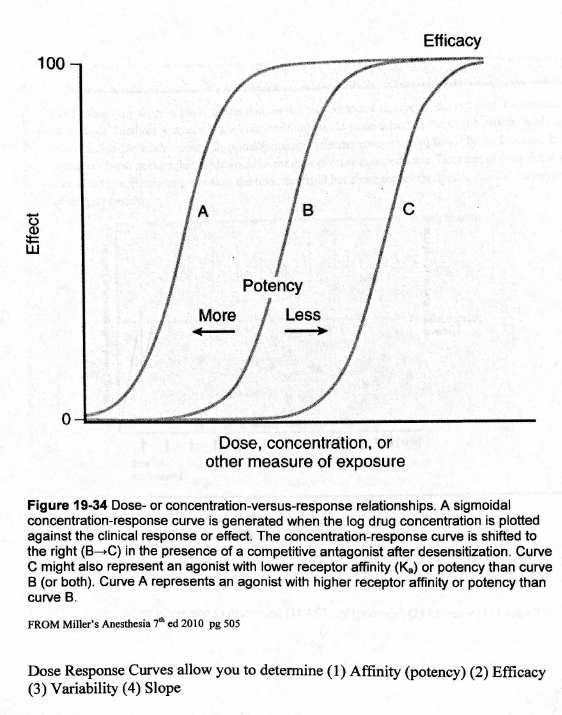 Efficacy
100
A
B
C
Effect
Potency
More
Less
0
Dose, concentration, or
other measure of exposure
Figure 19-34 Dose- or concentration-versus-response relationships. A sigmoidal
concentration-response curve is generated when the log drug concentration is plotted
against the clinical response or effect. The concentration-response curve is shifted to
the right (B→C) in the presence of a competitive antagonist after desensitization. Curve
C might also represent an agonist with lower receptor affinity (Ka) or potency than curve
B (or both). Curve A represents an agonist with higher receptor affinity or potency than
curve B.
FROM Miller's Anesthesia 7th ed 2010 pg 505
Dose Response Curves allow you to determine (1) Affinity (potency) (2) Efficacy
(3) Variability (4) Slope